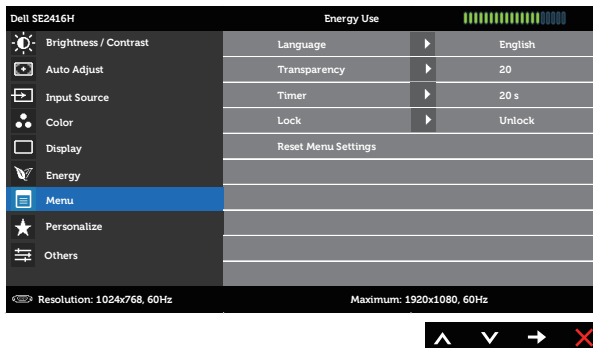 Dell SE2416H Energy Use
Brightness / Contrast Language English
Auto Adjust Transparency 20
Input Source Timer 20 s
Color Lock Unlock
Display Reset Menu Settings
Energy
Menu
Personalize
Others
Resolution: 1024x768, 60Hz Maximum: 1920x1080, 60Hz